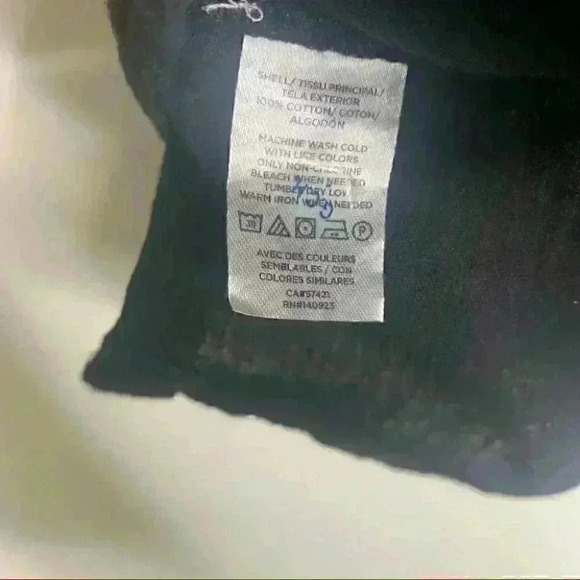 SHELL/ TISSU PRINCIPAL/
TELA EXTERIOR
100% COTTON/ COTON/
ALGODÓN
MACHINE WASH COLD
WITH LIKE COLORS
ONLY NON-CHLORINE
BLEACH WHEN NEEDED
TUMBLE DRY LOW
WARM IRON WHEN NEEDED
30 P
AVEC DES COULEURS
SEMBLABLES / CON
COLORES SIMILARES
CA#57421
RN#140923